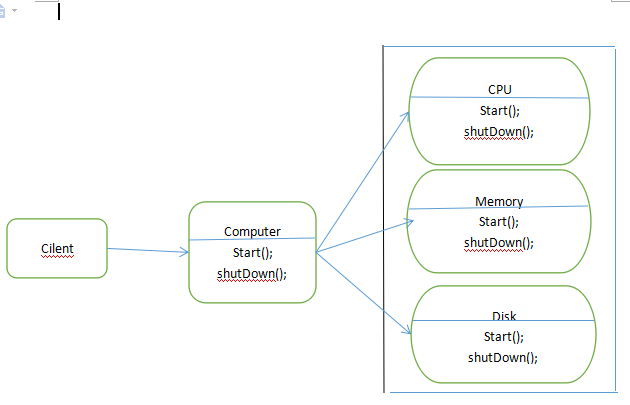 Cilent
Computer
Start();
shutDown();
CPU
Start();
shutDown();
Memory
Start();
shutDown();
Disk
Start();
shutDown();